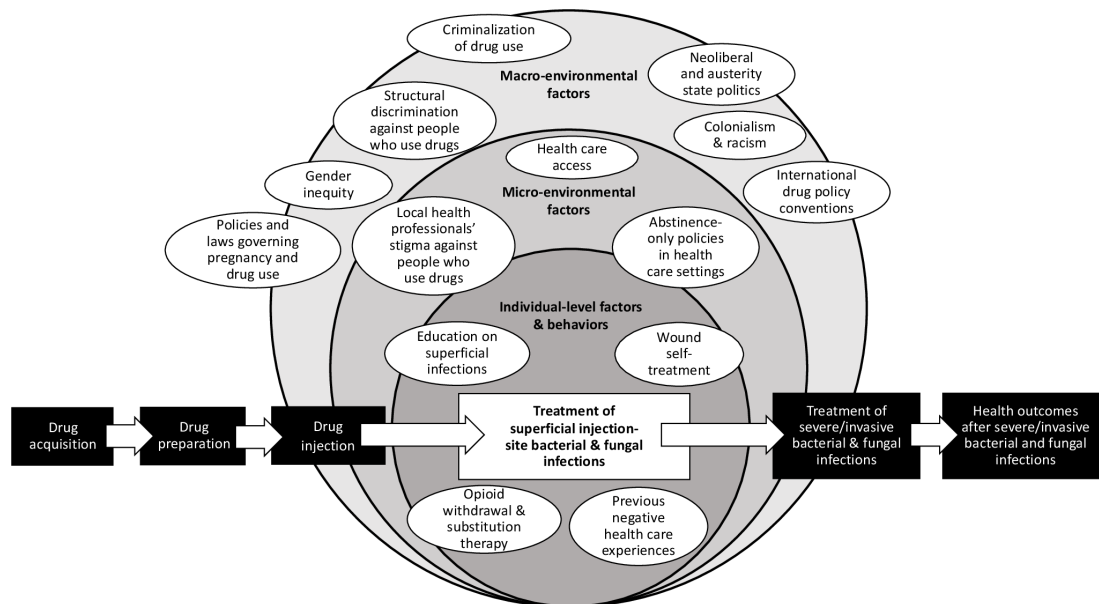 Criminalization
of drug use
Macro-environmental
factors
Neoliberal
and austerity
state politics
Structural
discrimination
against people
who use drugs
Colonialism
& racism
Health care
access
Gender
inequity
International
drug policy
conventions
Micro-environmental
factors
Policies and
laws governing
pregnancy and
drug use
Local health
professionals’
stigma against
people who
use drugs
Abstinence-
only policies
in health
care settings
Individual-level factors
& behaviors
Education on
superficial
infections
Wound
self-
treatment
Drug
acquisition
Drug
preparation
Drug
injection
Treatment of
superficial injection-
site bacterial & fungal
infections
Treatment of
severe/invasive
bacterial & fungal
infections
Health outcomes
after severe/invasive
bacterial and fungal
infections
Opioid
withdrawal &
substitution
therapy
Previous
negative
health care
experiences